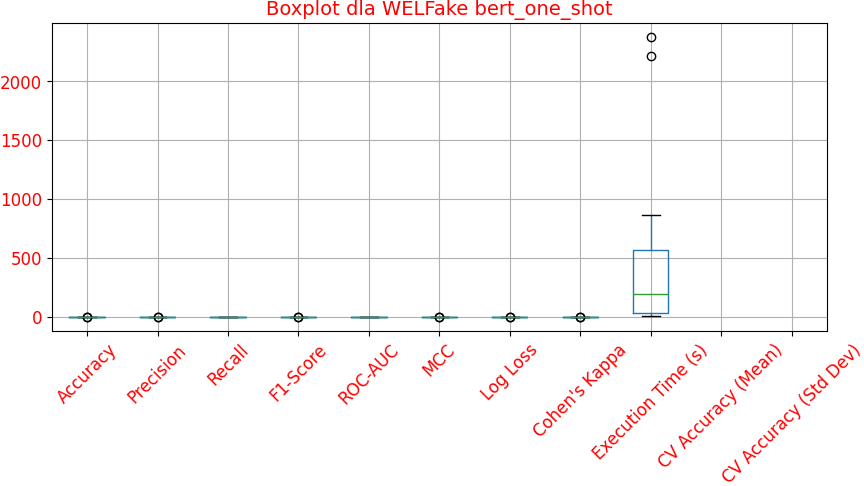 Boxplot dla WELFake bert_one_shot
2000
1500
1000
500
0
Accuracy
Precision
Recall
F1-Score
ROC-AUC
MCC
Log Loss
Cohen's Kappa
Execution Time (s)
CV Accuracy (Mean)
CV Accuracy (Std Dev)